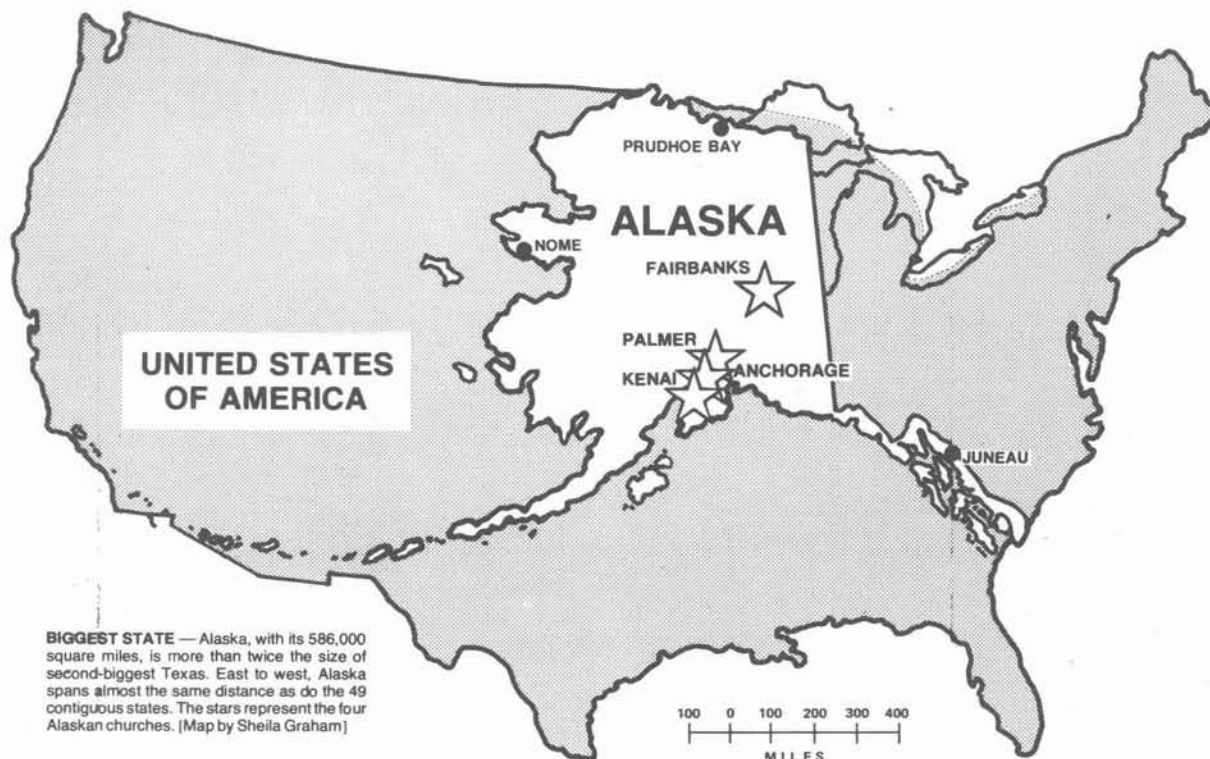 PRUDHOE BAY
ALASKA
NOME
FAIRBANKS
UNITED STATES
OF AMERICA
PALMER
ANCHORAGE
KENAI
JUNEAU
BIGGEST STATE — Alaska, with its 586,000
square miles, is more than twice the size of
second-biggest Texas. East to west, Alaska
spans almost the same distance as do the 49
contiguous states. The stars represent the four
Alaskan churches. [Map by Sheila Graham]
100 0 100 200 300 400
MILES